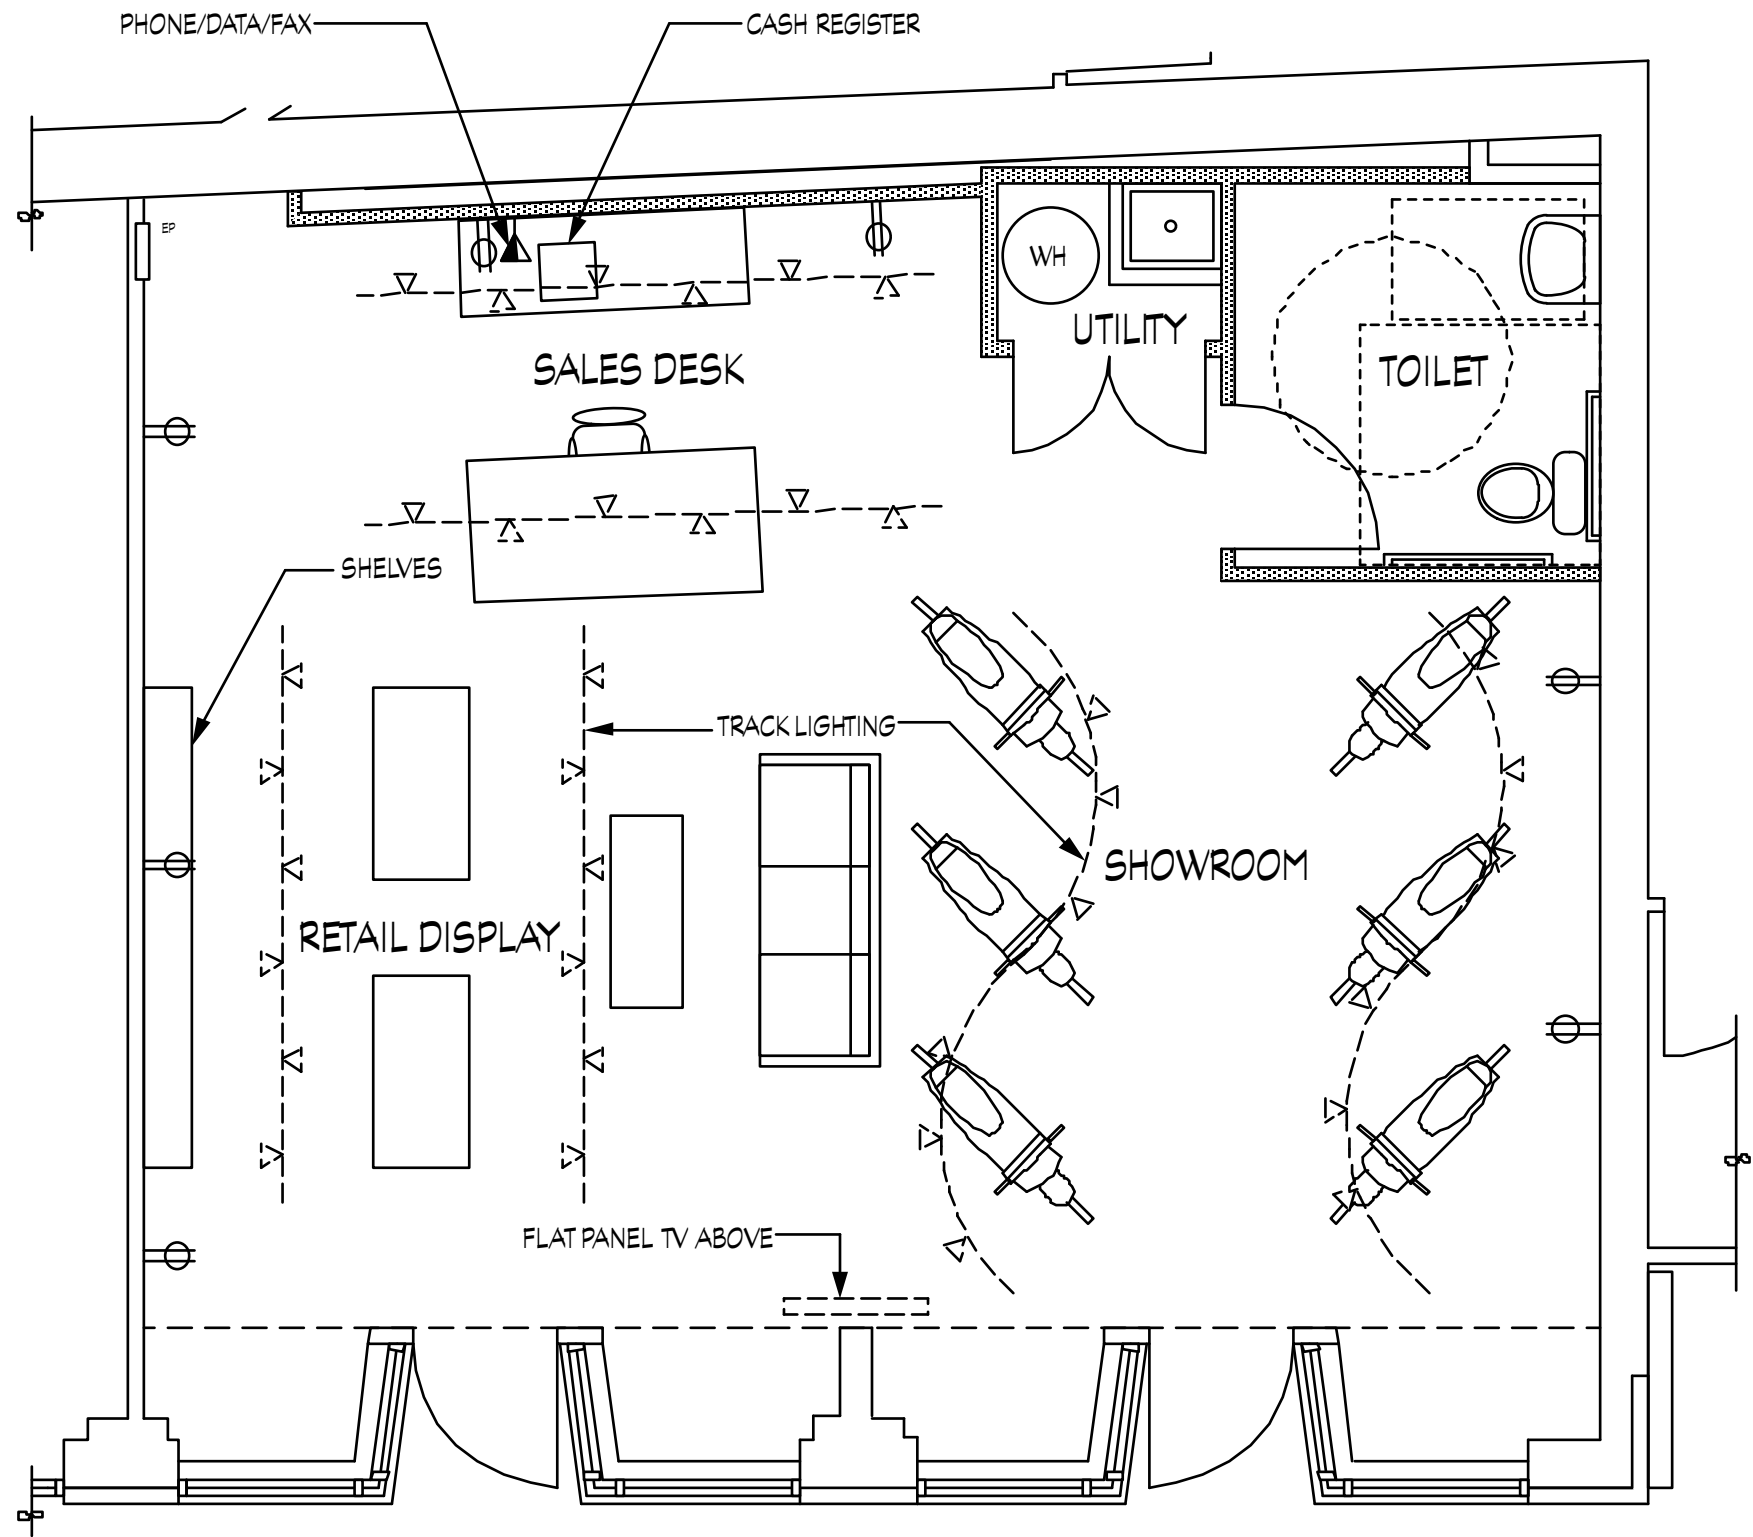 PHONE/DATA/FAX
CASH REGISTER
EP
WH
UTILITY
SALES DESK
TOILET
SHELVES
TRACK LIGHTING
SHOWROOM
RETAIL DISPLAY
FLAT PANEL TV ABOVE